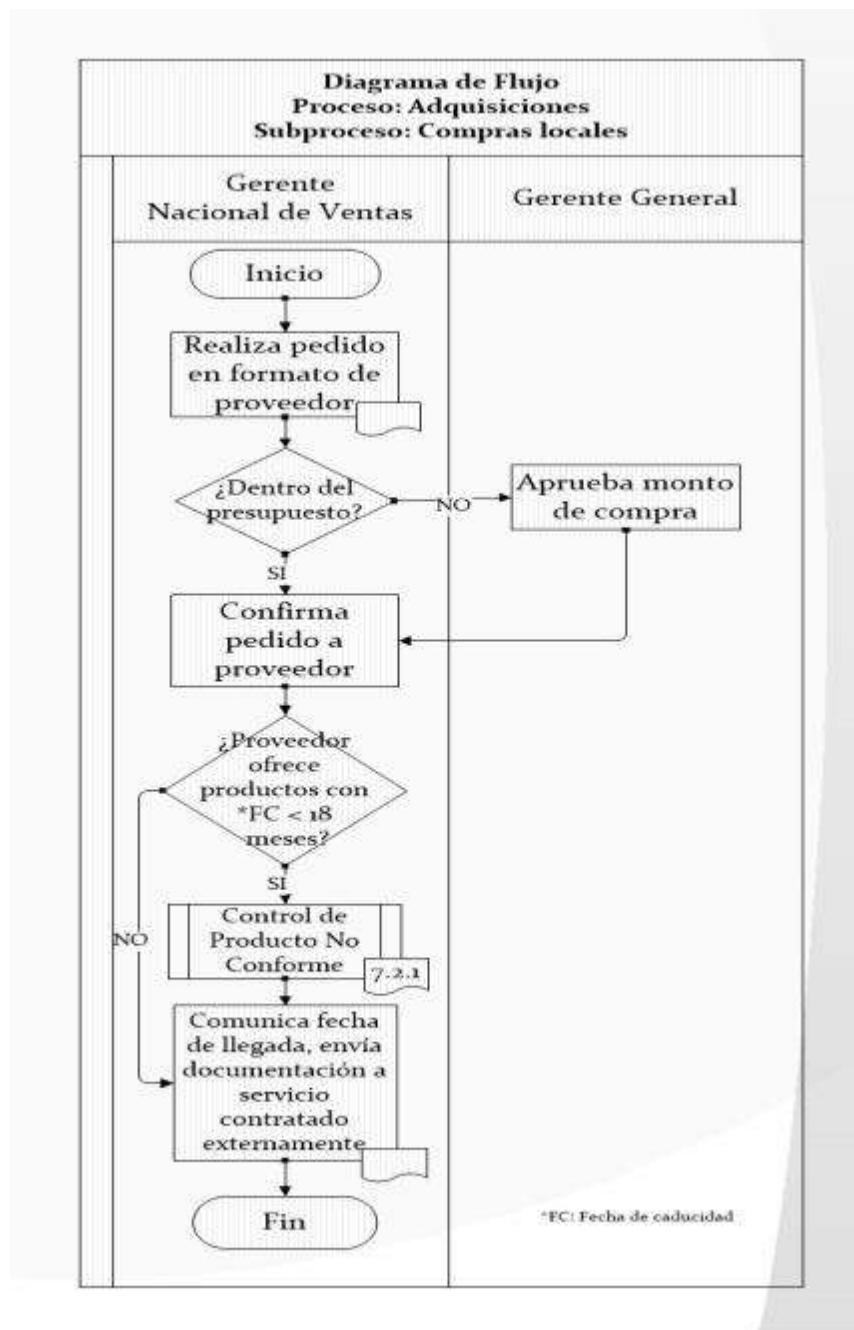 Diagrama de Flujo
Proceso: Adquisiciones
Subproceso: Compras locales
Gerente
Nacional de Ventas
Gerente General
Inicio
Realiza pedido
en formato de
proveedor
¿Dentro del
presupuesto?
NO
Aprueba monto
de compra
SI
Confirma
pedido a
proveedor
¿Proveedor
ofrece
productos con
*FC < 18
meses?
SI
NO
Control de
Producto No
Conforme
7.2.1
Comunica fecha
de llegada, envía
documentación a
servicio
contratado
externamente
Fin
*FC: Fecha de caducidad